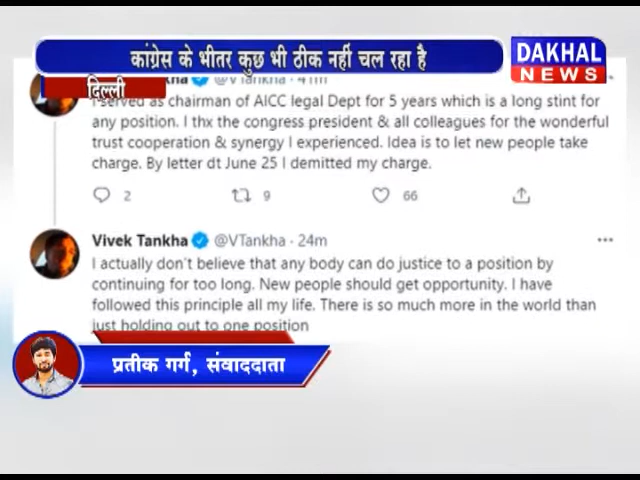 कांग्रेस के भीतर कुछ भी ठीक नहीं चल रहा है
DAKHAL
NEWS
दिल्ली
@VTankha · 41m
I served as chairman of AICC legal Dept for 5 years which is a long stint for
any position. I thx the congress president & all colleagues for the wonderful
trust cooperation & synergy I experienced. Idea is to let new people take
charge. By letter dt June 25 I demitted my charge.
2 9 66
Vivek Tankha @VTankha · 24m
I actually don't believe that any body can do justice to a position by
continuing for too long. New people should get opportunity. I have
followed this principle all my life. There is so much more in the world than
just holding out to one position
प्रतीक गर्ग, संवाददाता